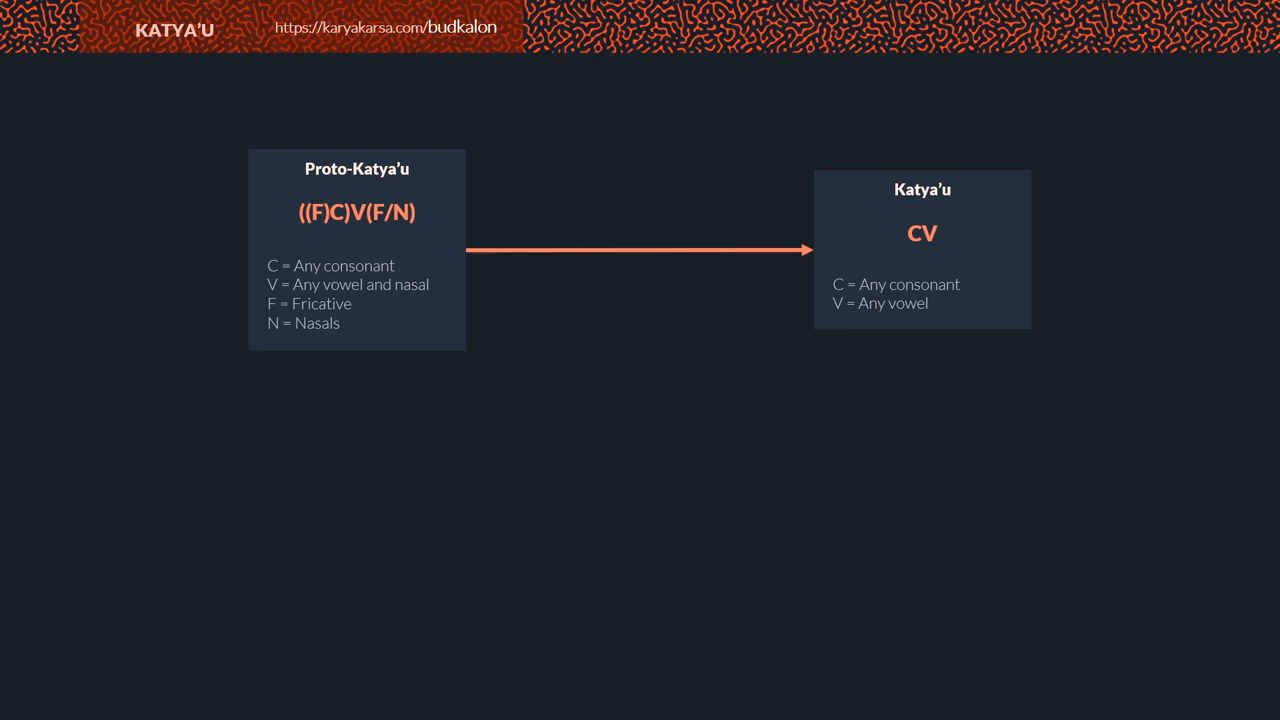 KATYA’U
https://karyakarsa.com/budkalon
Proto-Katya’u
((F)C)V(F/N)
C = Any consonant
V = Any vowel and nasal
F = Fricative
N = Nasals
Katya’u
CV
C = Any consonant
V = Any vowel